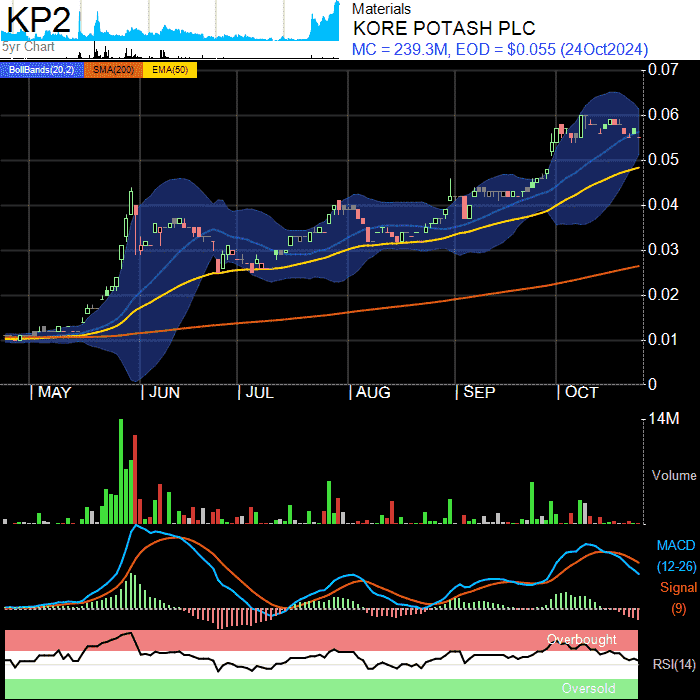 KP2
5yr Chart
Materials
KORE POTASH PLC
MC = 239.3M, EOD = $0.055 (24Oct2024)
BollBands(20,2) SMA(200) EMA(50)
0.07
0.06
0.05
0.04
0.03
0.02
0.01
0
MAY JUN JUL AUG SEP OCT
14M
Volume
MACD
(12-26)
Signal
(9)
Overbought
RSI(14)
Oversold